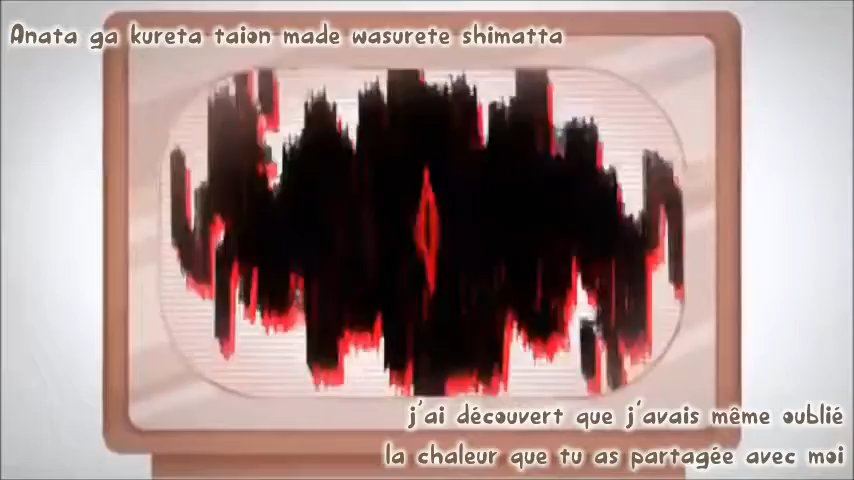 Anata ga kureta taion made wasurete shimatta
j'ai découvert que j'avais même oublié
la chaleur que tu as partagée avec moi